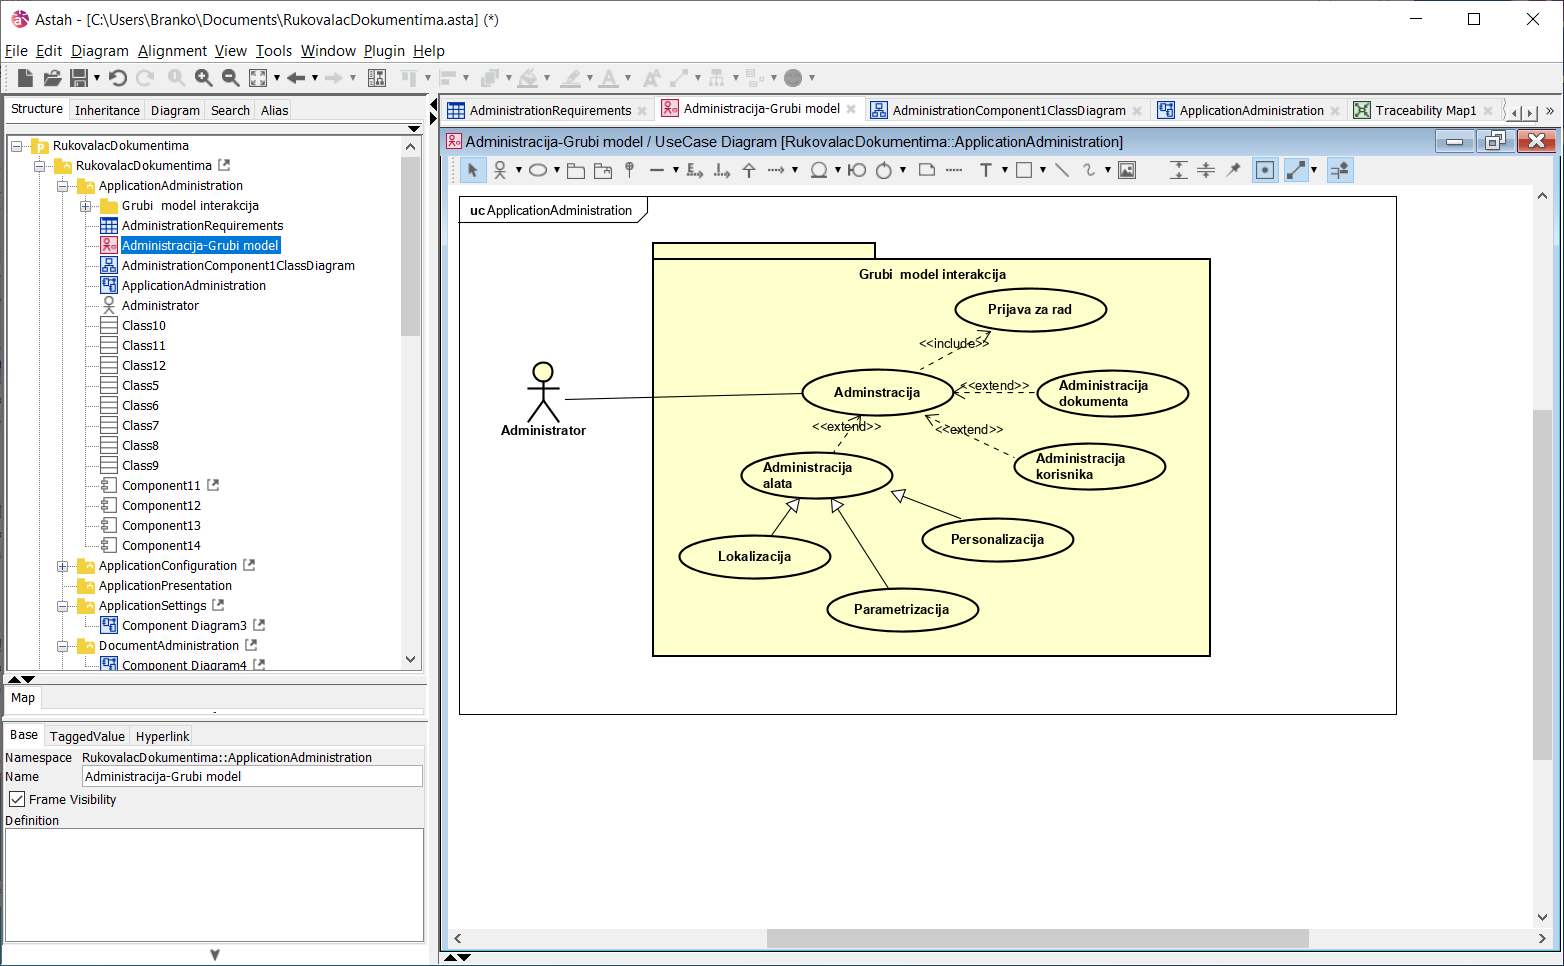 Astah - [C:\Users\Branko\Documents\RukovalacDokumentima.asta] (*)
File Edit Diagram Alignment View Tools Window Plugin Help
Structure Inheritance Diagram Search Alias
RukovalacDokumentima
RukovalacDokumentima
ApplicationAdministration
Grubi  model interakcija
AdministrationRequirements
Administracija-Grubi model
AdministrationComponent1ClassDiagram
ApplicationAdministration
Administrator
Class10
Class11
Class12
Class5
Class6
Class7
Class8
Class9
Component11
Component12
Component13
Component14
ApplicationConfiguration
ApplicationPresentation
ApplicationSettings
Component Diagram3
DocumentAdministration
Component Diagram4
Map
Base TaggedValue Hyperlink
Namespace RukovalacDokumentima::ApplicationAdministration
Name Administracija-Grubi model
Frame Visibility
Definition
AdministrationRequirements Administracija-Grubi model AdministrationComponent1ClassDiagram ApplicationAdministration Traceability Map1
Administracija-Grubi model / UseCase Diagram [RukovalacDokumentima::ApplicationAdministration]
uc ApplicationAdministration
Grubi  model interakcija
Prijava za rad
<<include>>
Adminstracija
<<extend>>
Administracija
dokumenta
Administrator
<<extend>>
<<extend>>
Administracija
korisnika
Administracija
alata
Personalizacija
Lokalizacija
Parametrizacija